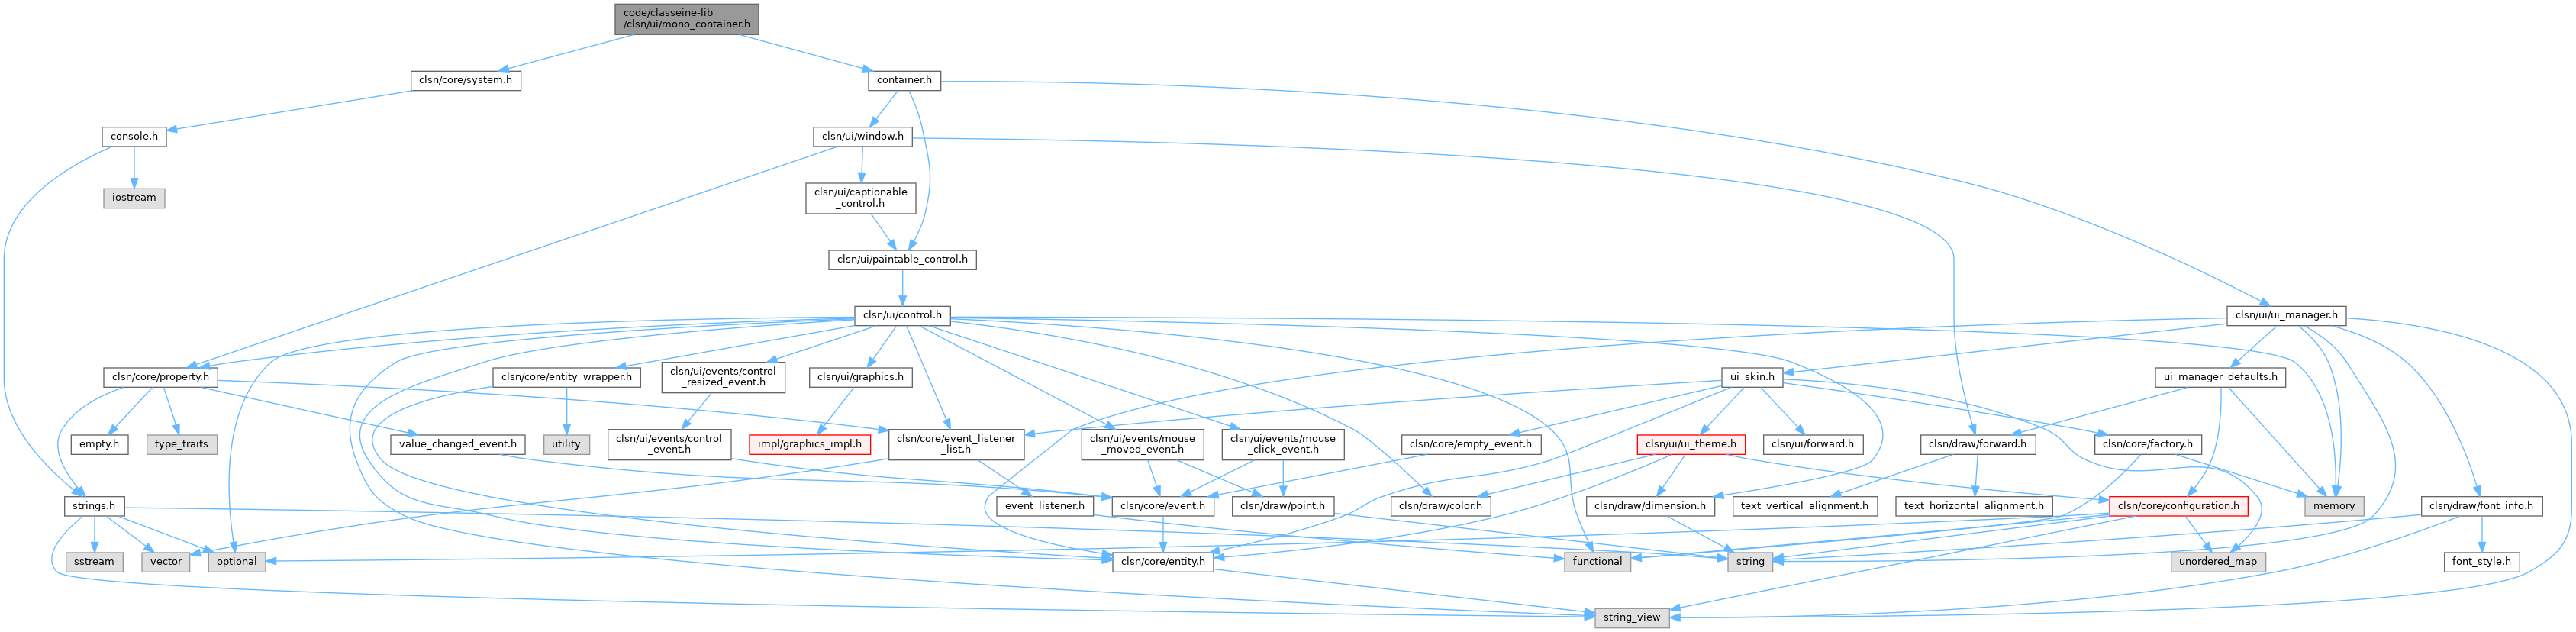 code/classeine-lib
/clsn/ui/mono_container.h
clsn/core/system.h
container.h
console.h
clsn/ui/window.h
iostream
clsn/ui/captionable
_control.h
clsn/ui/paintable_control.h
clsn/ui/control.h
clsn/ui/ui_manager.h
clsn/core/property.h
clsn/core/entity_wrapper.h
clsn/ui/events/control
_resized_event.h
clsn/ui/graphics.h
ui_skin.h
ui_manager_defaults.h
empty.h
type_traits
value_changed_event.h
utility
clsn/ui/events/control
_event.h
impl/graphics_impl.h
clsn/core/event_listener
_list.h
clsn/ui/events/mouse
_moved_event.h
clsn/ui/events/mouse
_click_event.h
clsn/core/empty_event.h
clsn/ui/ui_theme.h
clsn/ui/forward.h
clsn/draw/forward.h
clsn/core/factory.h
strings.h
event_listener.h
clsn/core/event.h
clsn/draw/point.h
clsn/draw/color.h
clsn/draw/dimension.h
text_vertical_alignment.h
text_horizontal_alignment.h
clsn/core/configuration.h
memory
clsn/draw/font_info.h
sstream
vector
optional
clsn/core/entity.h
functional
string
unordered_map
font_style.h
string_view